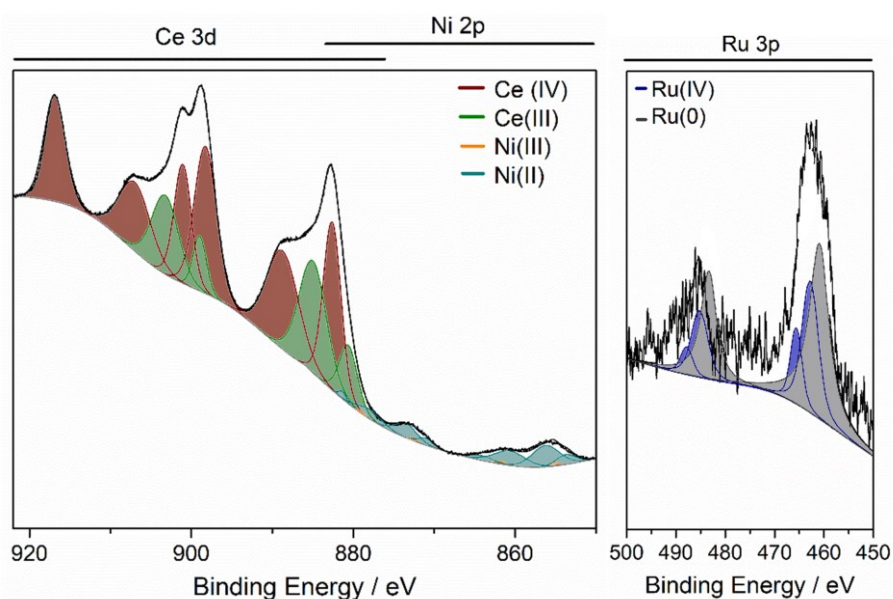 Ce 3d
Ni 2p
Ru 3p
Ce (IV)
Ce(III)
Ni(III)
Ni(II)
Ru(IV)
Ru(0)
920 900 880 860
500 490 480 470 460 450
Binding Energy / eV
Binding Energy / eV